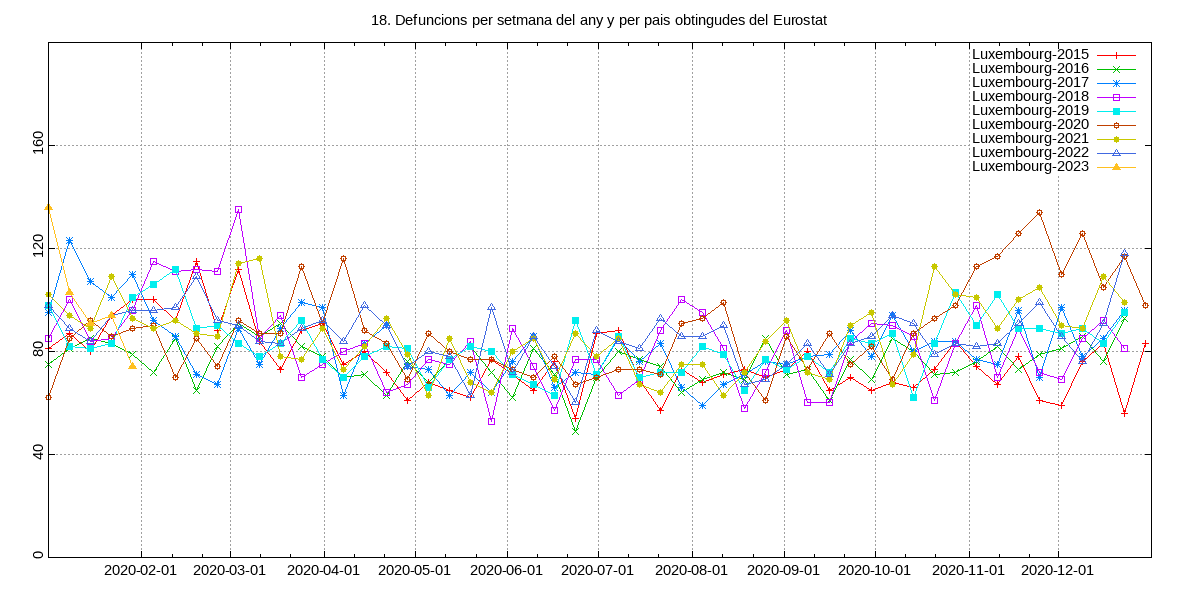 18. Defuncions per setmana del any y per pais obtingudes del Eurostat
Luxembourg-2015
Luxembourg-2016
Luxembourg-2017
Luxembourg-2018
Luxembourg-2019
Luxembourg-2020
Luxembourg-2021
Luxembourg-2022
Luxembourg-2023
160
120
80
40
0
2020-02-01 2020-03-01 2020-04-01 2020-05-01 2020-06-01 2020-07-01 2020-08-01 2020-09-01 2020-10-01 2020-11-01 2020-12-01